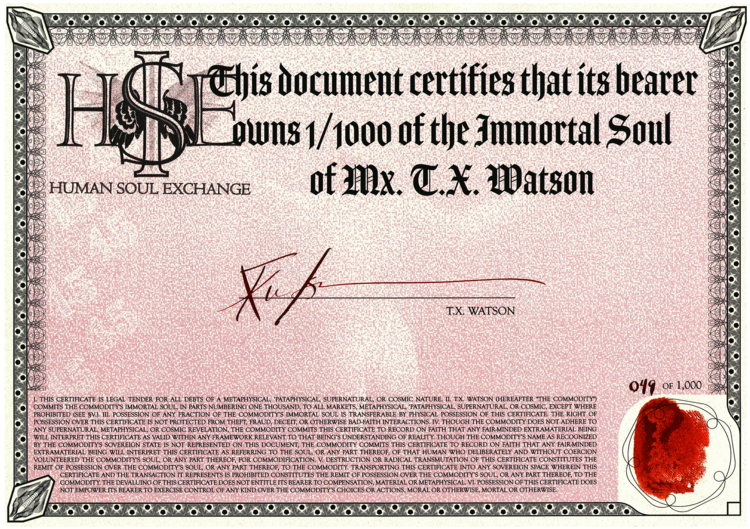 HSE
HUMAN SOUL EXCHANGE
This document certifies that its bearer
owns 1/1000 of the Immortal Soul
of Mx. T.X. Watson
T.X. WATSON
049 OF 1,000
I. THIS CERTIFICATE IS LEGAL TENDER FOR ALL DEBTS OF A METAPHYSICAL, 'PATAPHYSICAL, SUPERNATURAL, OR COSMIC NATURE. II. T.X. WATSON (HEREAFTER "THE COMMODITY")
COMMITS THE COMMODITY'S IMMORTAL SOUL, IN PARTS NUMBERING ONE THOUSAND, TO ALL MARKETS, METAPHYSICAL, 'PATAPHYSICAL, SUPERNATURAL, OR COSMIC, EXCEPT WHERE
PROHIBITED (SEE §V.). III. POSSESSION OF ANY FRACTION OF THE COMMODITY'S IMMORTAL SOUL IS TRANSFERABLE BY PHYSICAL POSSESSION OF THIS CERTIFICATE. THE RIGHT OF
POSSESSION OVER THIS CERTIFICATE IS NOT PROTECTED FROM THEFT, FRAUD, DECEIT, OR OTHERWISE BAD-FAITH INTERACTIONS. IV. THOUGH THE COMMODITY DOES NOT ADHERE TO
ANY SUPERNATURAL, METAPHYSICAL, OR COSMIC REVELATION, THE COMMODITY COMMITS THIS CERTIFICATE TO RECORD ON FAITH THAT ANY FAIR-MINDED EXTRAMATERIAL BEING
WILL INTERPRET THIS CERTIFICATE AS VALID WITHIN ANY FRAMEWORK RELEVANT TO THAT BEING'S UNDERSTANDING OF REALITY. THOUGH THE COMMODITY'S NAME AS RECOGNIZED
BY THE COMMODITY'S SOVEREIGN STATE IS NOT REPRESENTED ON THIS DOCUMENT, THE COMMODITY COMMITS THIS CERTIFICATE TO RECORD ON FAITH THAT ANY FAIRMINDED
EXTRAMATERIAL BEING WILL INTERPRET THIS CERTIFICATE AS REFERRING TO THE SOUL, OR ANY PART THEREOF, OF THAT HUMAN WHO DELIBERATELY AND WITHOUT COERCION
VOLUNTEERED THE COMMODITY'S SOUL, OR ANY PART THEREOF, FOR COMMODIFICATION. V. DESTRUCTION OR RADICAL TRANSMUTATION OF THIS CERTIFICATE CONSTITUTES THE
REMIT OF POSSESSION OVER THE COMMODITY'S SOUL, OR ANY PART THEREOF, TO THE COMMODITY. TRANSPORTING THIS CERTIFICATE INTO ANY SOVEREIGN SPACE WHEREIN THIS
CERTIFICATE AND THE TRANSACTION IT REPRESENTS IS PROHIBITED CONSTITUTES THE REMIT OF POSSESSION OVER THE COMMODITY'S SOUL, OR ANY PART THEREOF, TO THE
COMMODITY. THE DEVALUING OF THIS CERTIFICATE DOES NOT ENTITLE ITS BEARER TO COMPENSATION, MATERIAL OR METAPHYSICAL. VI. POSSESSION OF THIS CERTIFICATE DOES
NOT EMPOWER ITS BEARER TO EXERCISE CONTROL OF ANY KIND OVER THE COMMODITY'S CHOICES OR ACTIONS, MORAL OR OTHERWISE, MORTAL OR OTHERWISE.